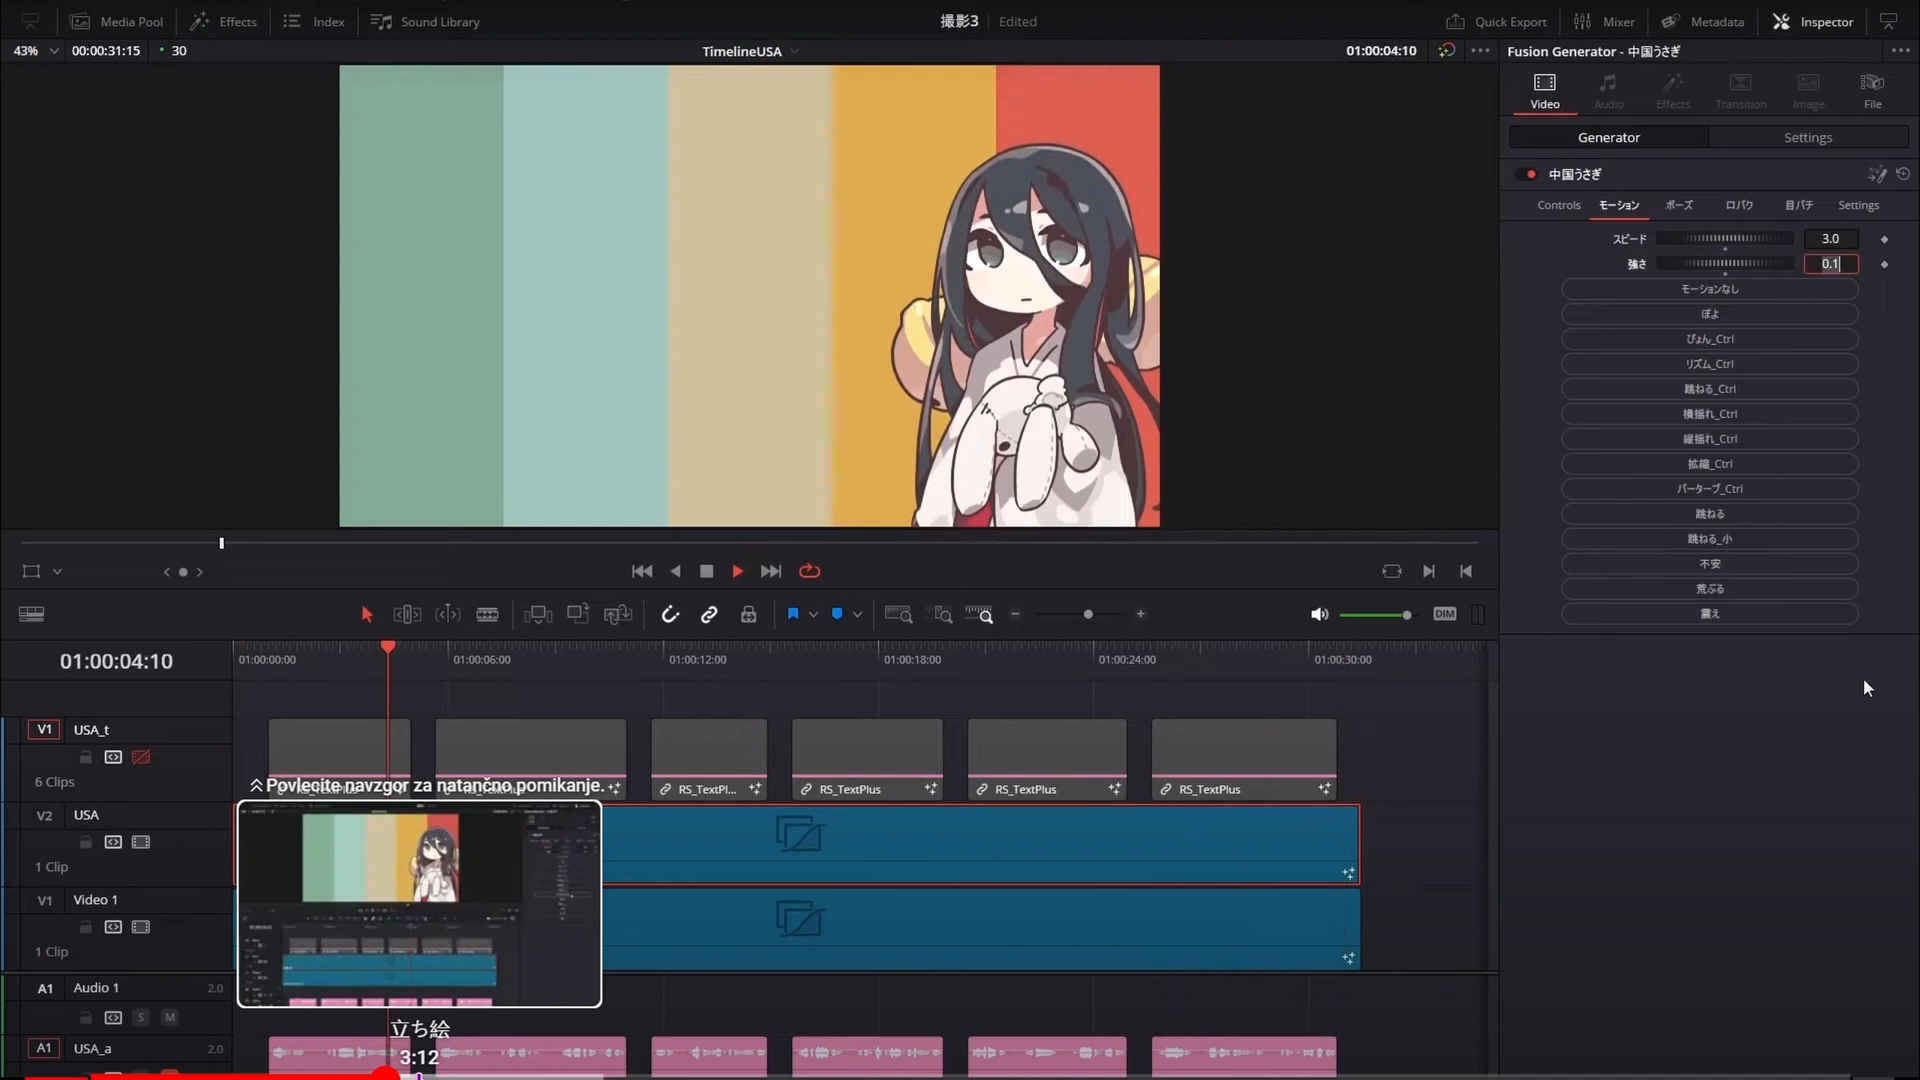 Media Pool Effects Index Sound Library 撮影3 Edited Quick Export Mixer Metadata Inspector
43% 00:00:31:15 30 TimelineUSA 01:00:04:10 Fusion Generator - 中国うさぎ
Video Audio Effects Transition Image File
Generator Settings
中国うさぎ
Controls モーション ポーズ 口パク 目パチ Settings
スピード 3.0
強さ 0.1
モーションなし
ぽよ
ぴょん_Ctrl
リズム_Ctrl
跳ねる_Ctrl
横揺れ_Ctrl
縦揺れ_Ctrl
拡縮_Ctrl
パータープ_Ctrl
跳ねる
跳ねる_小
不安
荒ぶる
震え
DIM
01:00:04:10 01:00:00:00 01:00:06:00 01:00:12:00 01:00:18:00 01:00:24:00 01:00:30:00
V1 USA_t
6 Clips
Povlecite navzgor za natančno pomikanje.
RS_TextPl... RS_TextPlus RS_TextPlus RS_TextPlus
V2 USA
1 Clip
V1 Video 1
1 Clip
A1 Audio 1 2.0
S M
立ち絵
A1 USA_a 2.0
3:12